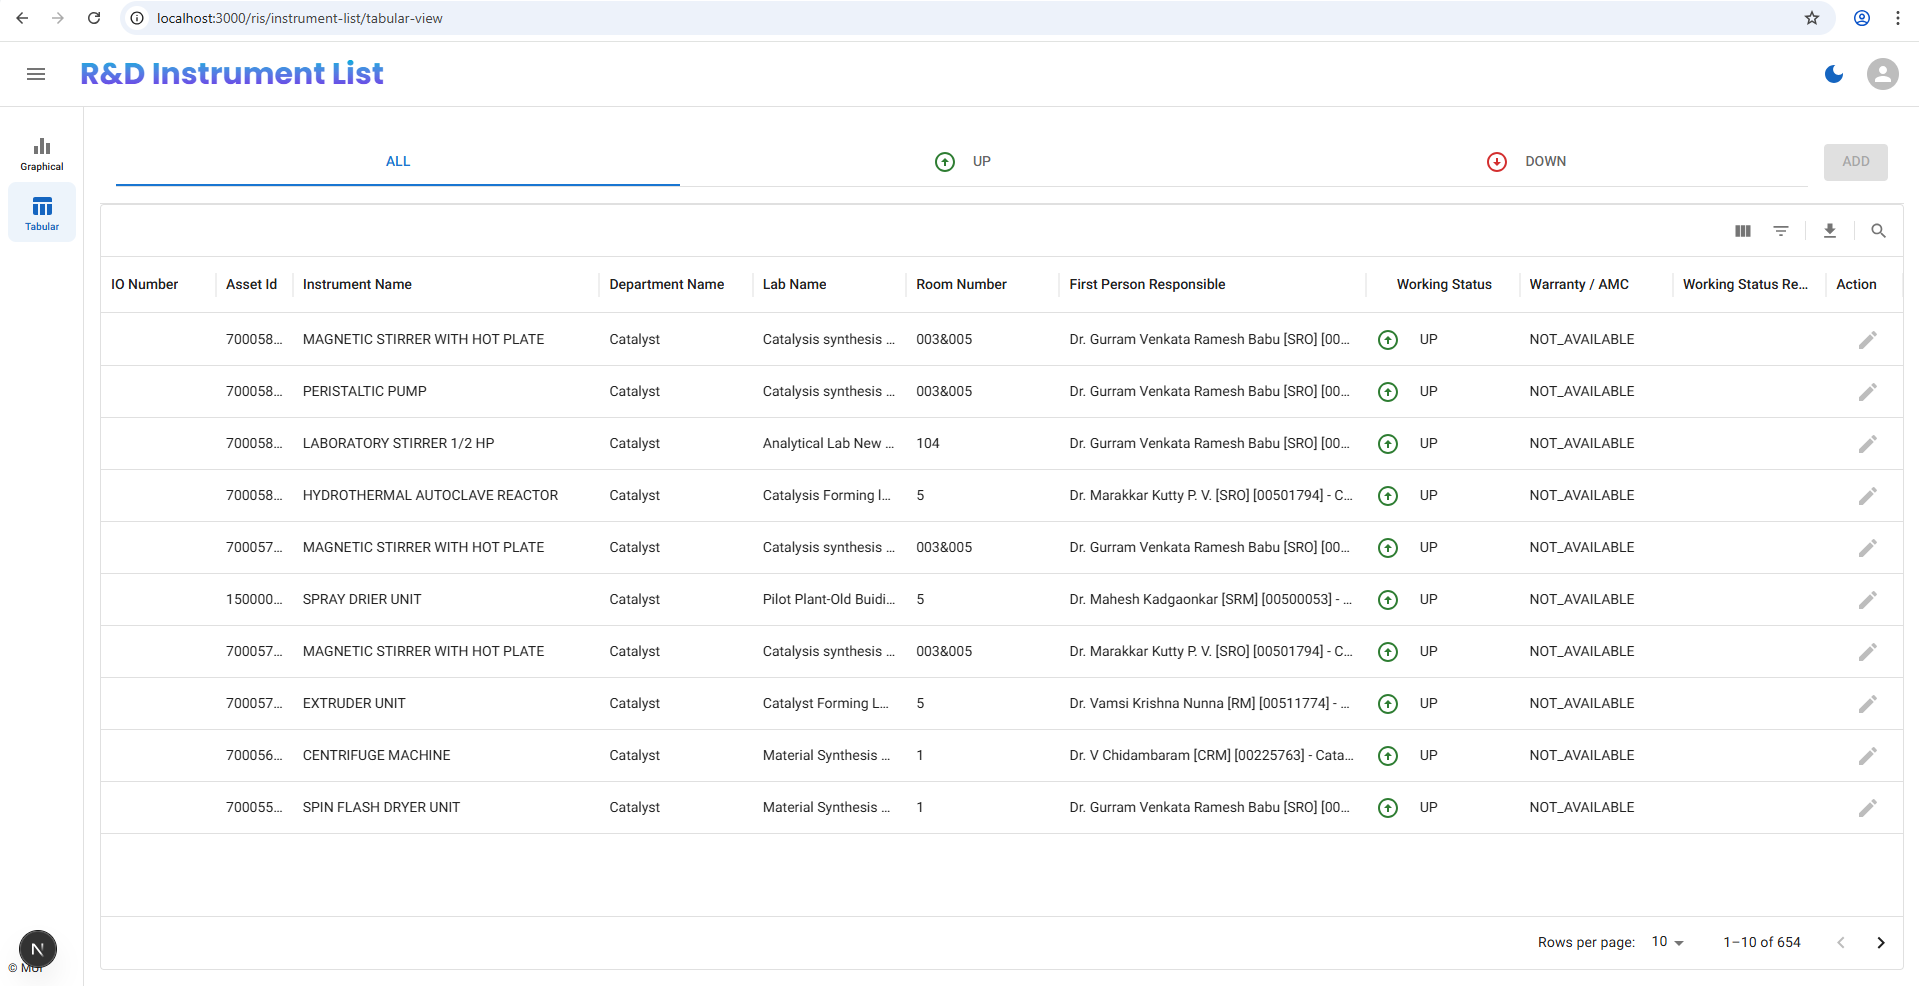 localhost:3000/ris/instrument-list/tabular-view
R&D Instrument List
Graphical
Tabular
ALL UP DOWN ADD
IO Number Asset Id Instrument Name Department Name Lab Name Room Number First Person Responsible Working Status Warranty / AMC Working Status Re... Action
700058... MAGNETIC STIRRER WITH HOT PLATE Catalyst Catalysis synthesis ... 003&005 Dr. Gurram Venkata Ramesh Babu [SRO] [00... UP NOT_AVAILABLE
700058... PERISTALTIC PUMP Catalyst Catalysis synthesis ... 003&005 Dr. Gurram Venkata Ramesh Babu [SRO] [00... UP NOT_AVAILABLE
700058... LABORATORY STIRRER 1/2 HP Catalyst Analytical Lab New ... 104 Dr. Gurram Venkata Ramesh Babu [SRO] [00... UP NOT_AVAILABLE
700058... HYDROTHERMAL AUTOCLAVE REACTOR Catalyst Catalysis Forming l... 5 Dr. Marakkar Kutty P. V. [SRO] [00501794] - C... UP NOT_AVAILABLE
700057... MAGNETIC STIRRER WITH HOT PLATE Catalyst Catalysis synthesis ... 003&005 Dr. Gurram Venkata Ramesh Babu [SRO] [00... UP NOT_AVAILABLE
150000... SPRAY DRIER UNIT Catalyst Pilot Plant-Old Buidi... 5 Dr. Mahesh Kadgaonkar [SRM] [00500053] - ... UP NOT_AVAILABLE
700057... MAGNETIC STIRRER WITH HOT PLATE Catalyst Catalysis synthesis ... 003&005 Dr. Marakkar Kutty P. V. [SRO] [00501794] - C... UP NOT_AVAILABLE
700057... EXTRUDER UNIT Catalyst Catalyst Forming L... 5 Dr. Vamsi Krishna Nunna [RM] [00511774] - ... UP NOT_AVAILABLE
700056... CENTRIFUGE MACHINE Catalyst Material Synthesis ... 1 Dr. V Chidambaram [CRM] [00225763] - Cata... UP NOT_AVAILABLE
700055... SPIN FLASH DRYER UNIT Catalyst Material Synthesis ... 1 Dr. Gurram Venkata Ramesh Babu [SRO] [00... UP NOT_AVAILABLE
Rows per page: 10 1–10 of 654
N
©